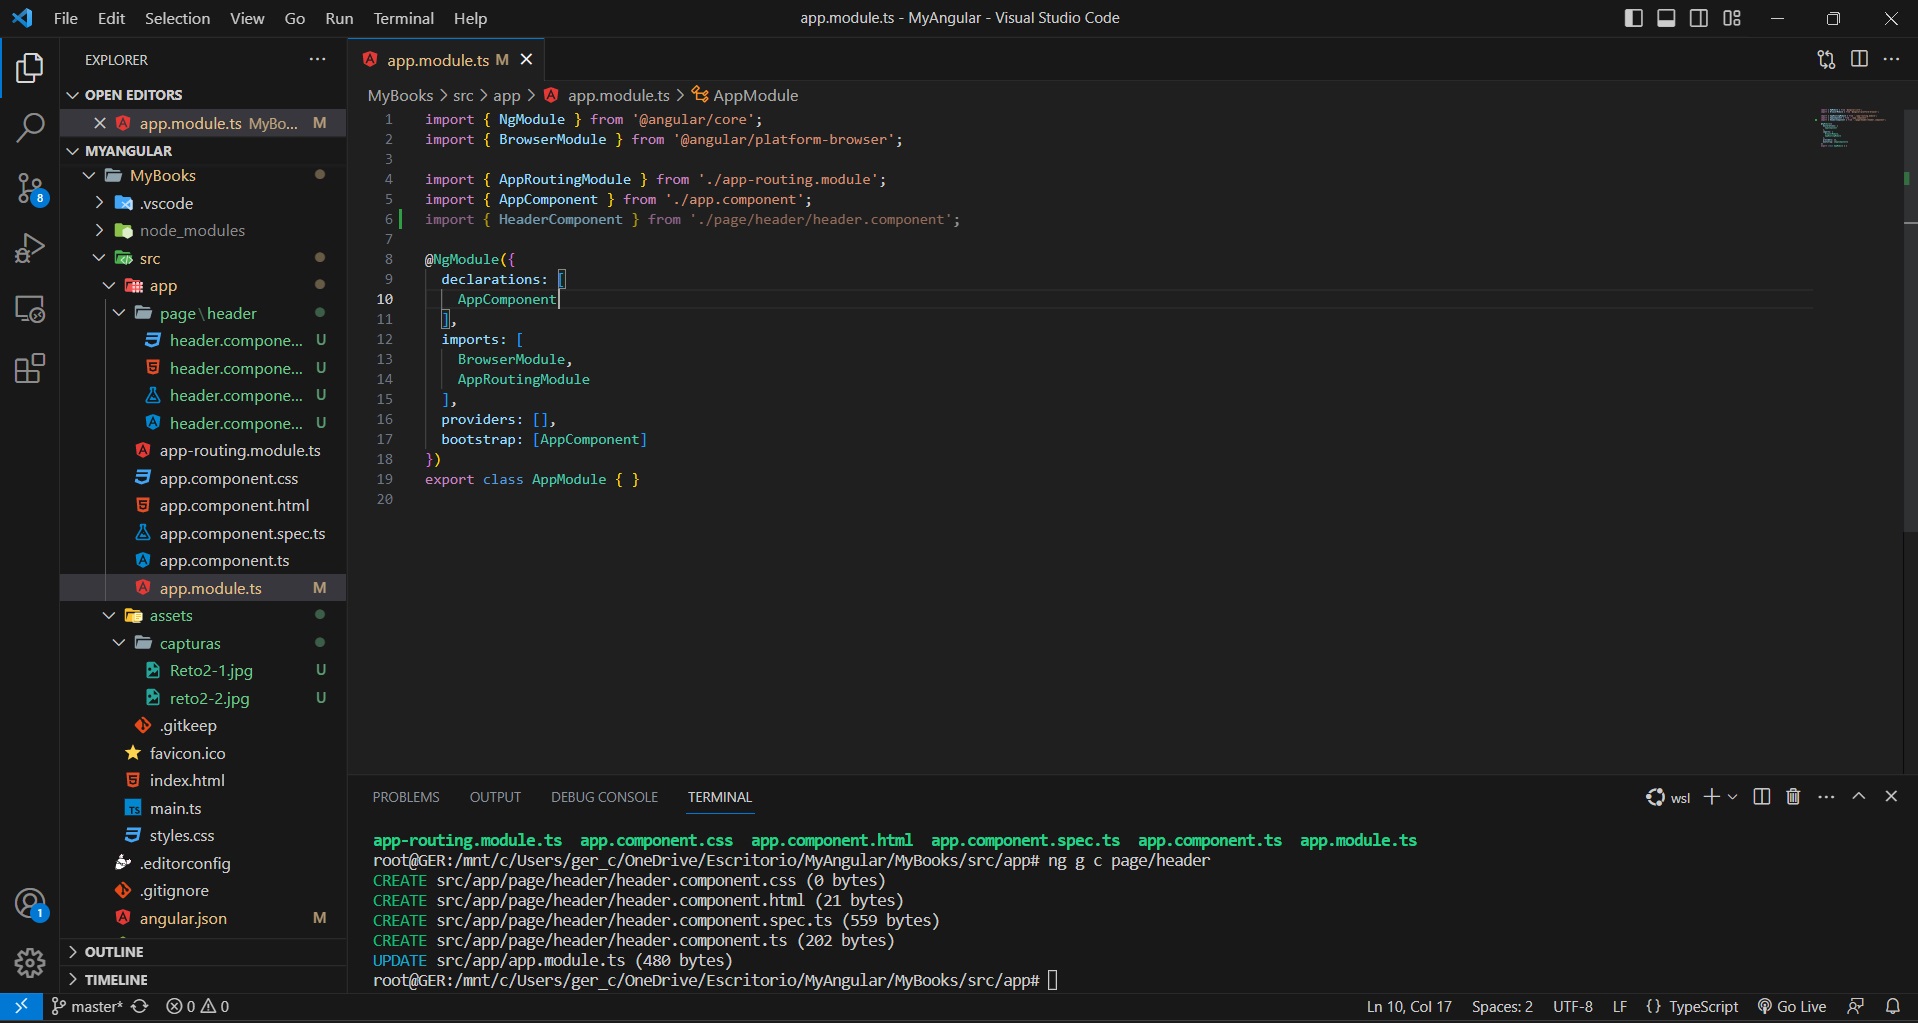 File Edit Selection View Go Run Terminal Help
app.module.ts - MyAngular - Visual Studio Code
EXPLORER
OPEN EDITORS
app.module.ts MyBo... M
MYANGULAR
MyBooks
.vscode
node_modules
src
app
page\header
header.compone... U
header.compone... U
header.compone... U
header.compone... U
app-routing.module.ts
app.component.css
app.component.html
app.component.spec.ts
app.component.ts
app.module.ts M
assets
capturas
Reto2-1.jpg U
reto2-2.jpg U
.gitkeep
favicon.ico
index.html
main.ts
styles.css
.editorconfig
.gitignore
angular.json M
OUTLINE
TIMELINE
8
1
app.module.ts M
MyBooks > src > app > app.module.ts > AppModule
1 import { NgModule } from '@angular/core';
2 import { BrowserModule } from '@angular/platform-browser';
3
4 import { AppRoutingModule } from './app-routing.module';
5 import { AppComponent } from './app.component';
6 import { HeaderComponent } from './page/header/header.component';
7
8 @NgModule({
9 declarations: [
10 AppComponent
11 ],
12 imports: [
13 BrowserModule,
14 AppRoutingModule
15 ],
16 providers: [],
17 bootstrap: [AppComponent]
18 })
19 export class AppModule { }
20
PROBLEMS OUTPUT DEBUG CONSOLE TERMINAL
wsl
app-routing.module.ts app.component.css app.component.html app.component.spec.ts app.component.ts app.module.ts
root@GER:/mnt/c/Users/ger_c/OneDrive/Escritorio/MyAngular/MyBooks/src/app# ng g c page/header
CREATE src/app/page/header/header.component.css (0 bytes)
CREATE src/app/page/header/header.component.html (21 bytes)
CREATE src/app/page/header/header.component.spec.ts (559 bytes)
CREATE src/app/page/header/header.component.ts (202 bytes)
UPDATE src/app/app.module.ts (480 bytes)
root@GER:/mnt/c/Users/ger_c/OneDrive/Escritorio/MyAngular/MyBooks/src/app#
master* 0 0
Ln 10, Col 17 Spaces: 2 UTF-8 LF {} TypeScript Go Live